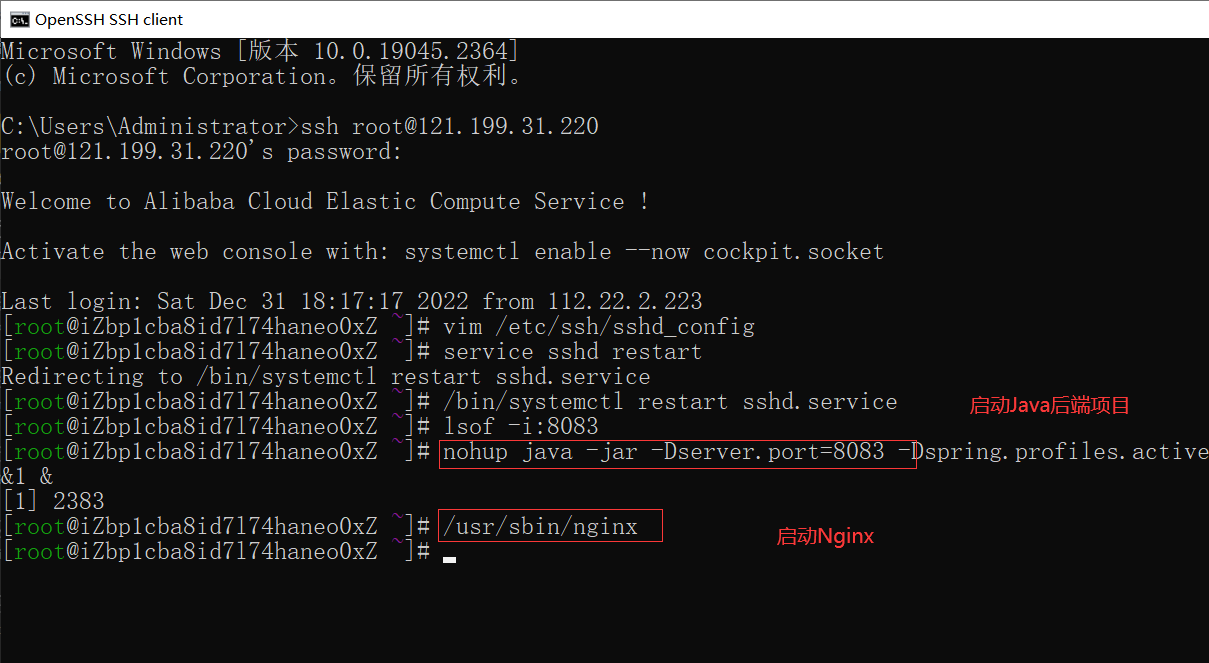 OpenSSH SSH client
Microsoft Windows [版本 10.0.19045.2364]
(c) Microsoft Corporation。保留所有权利。
C:\Users\Administrator>ssh root@121.199.31.220
root@121.199.31.220's password:
Welcome to Alibaba Cloud Elastic Compute Service !
Activate the web console with: systemctl enable --now cockpit.socket
Last login: Sat Dec 31 18:17:17 2022 from 112.22.2.223
[root@iZbp1cba8id7l74haneo0xZ ~]# vim /etc/ssh/sshd_config
[root@iZbp1cba8id7l74haneo0xZ ~]# service sshd restart
Redirecting to /bin/systemctl restart sshd.service
[root@iZbp1cba8id7l74haneo0xZ ~]# /bin/systemctl restart sshd.service
启动Java后端项目
[root@iZbp1cba8id7l74haneo0xZ ~]# lsof -i:8083
[root@iZbp1cba8id7l74haneo0xZ ~]# nohup java -jar -Dserver.port=8083 -Dspring.profiles.active
&1 &
[1] 2383
[root@iZbp1cba8id7l74haneo0xZ ~]# /usr/sbin/nginx
启动Nginx
[root@iZbp1cba8id7l74haneo0xZ ~]#